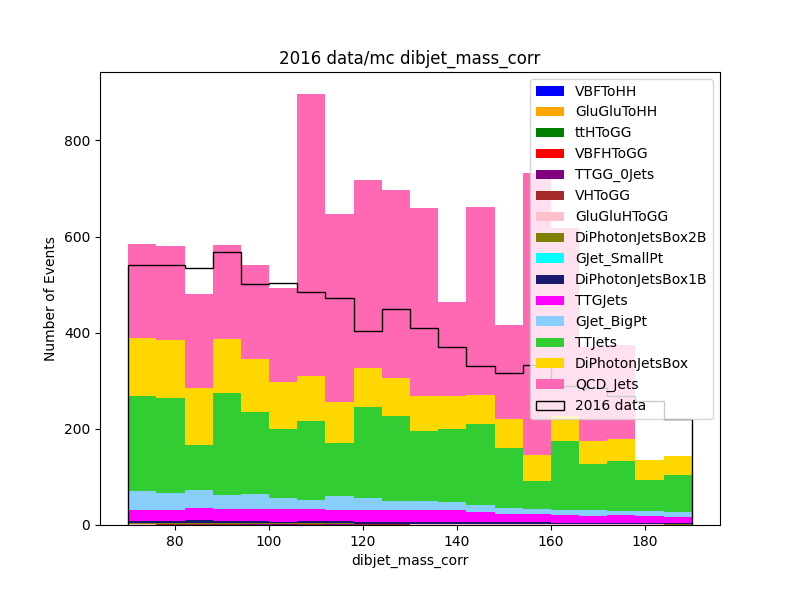 2016 data/mc dibjet_mass_corr
VBFToHH
GluGluToHH
ttHToGG
VBFHToGG
TTGG_0Jets
VHToGG
GluGluHToGG
DiPhotonJetsBox2B
GJet_SmallPt
DiPhotonJetsBox1B
TTGJets
GJet_BigPt
TTJets
DiPhotonJetsBox
QCD_Jets
2016 data
Number of Events
800
600
400
200
0
80 100 120 140 160 180
dibjet_mass_corr